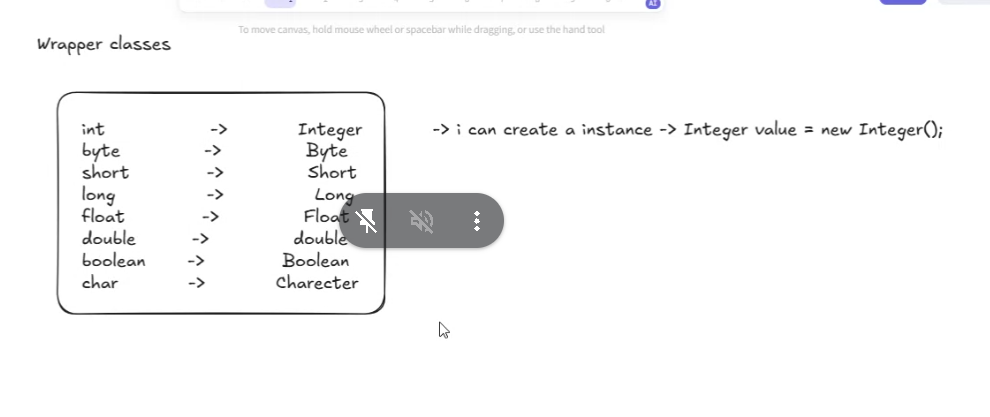 To move canvas, hold mouse wheel or spacebar while dragging, or use the hand tool
Wrapper classes
int -> Integer -> i can create a instance -> Integer value = new Integer();
byte -> Byte
short -> Short
long -> Long
float -> Float
double -> double
boolean -> Boolean
char -> Charecter